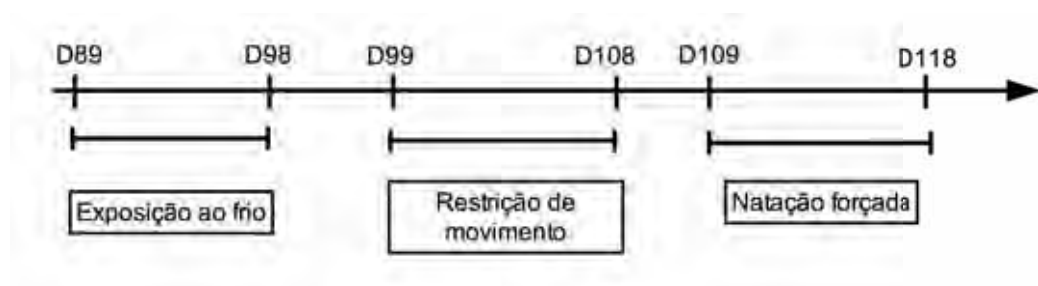 D89 D98 D99 D108 D109 D118
Exposição ao frio
Restrição de
movimento
Natação forçada